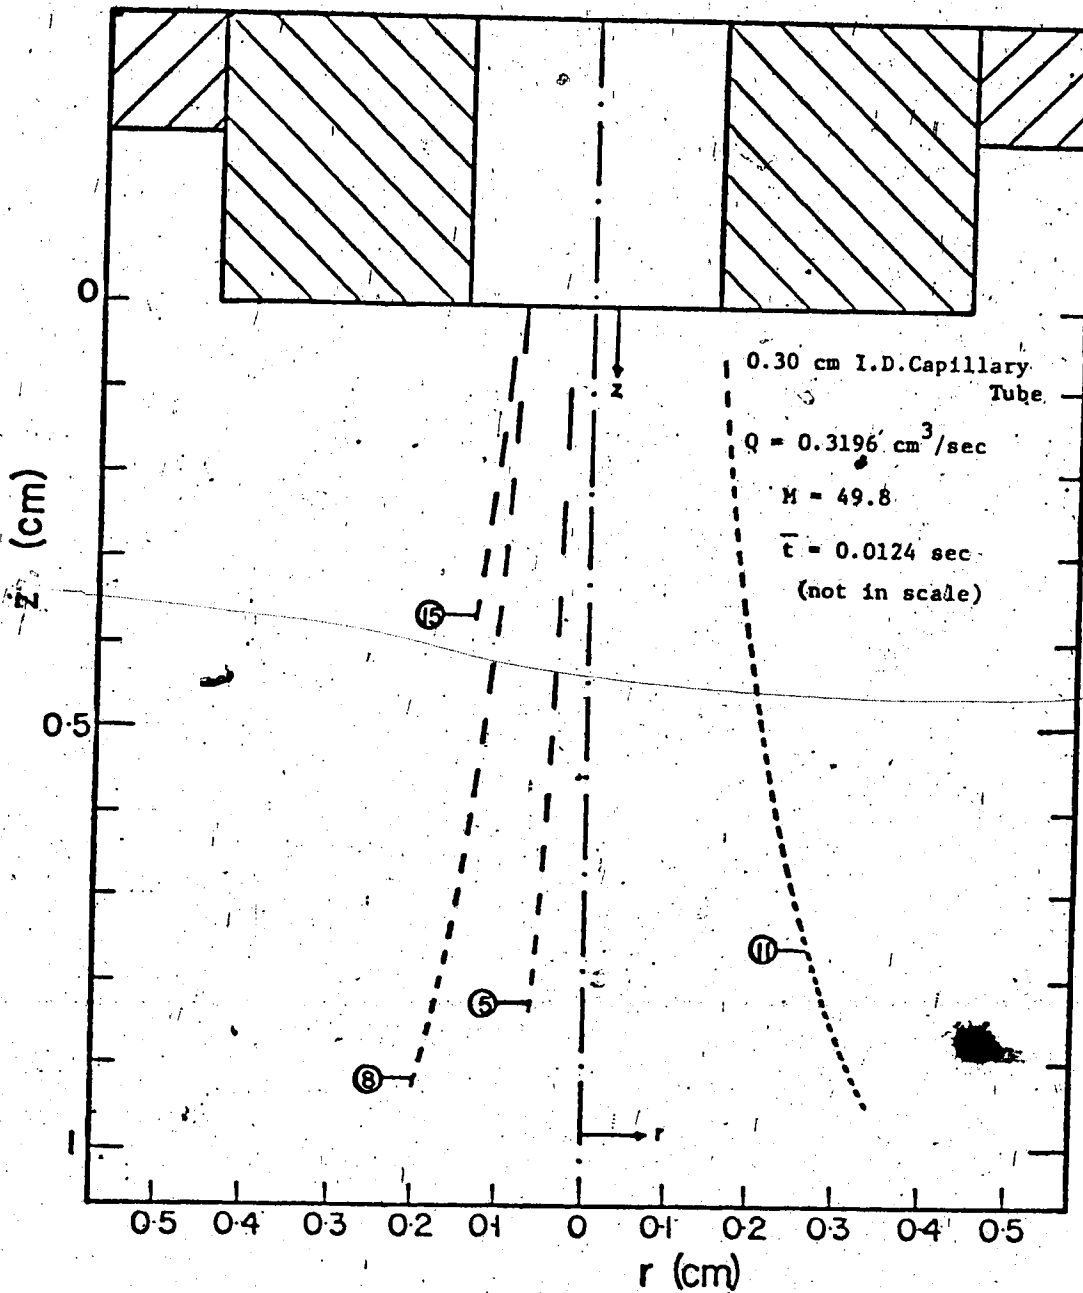 0
z
0.30 cm I.D.Capillary
Tube
Q = 0.3196 cm³/sec
M = 49.8
t̅ = 0.0124 sec
(not in scale)
z (cm)
15
0·5
11
5
8
r
1
0·5 0·4 0·3 0·2 0·1 0 0·1 0·2 0·3 0·4 0·5
r (cm)